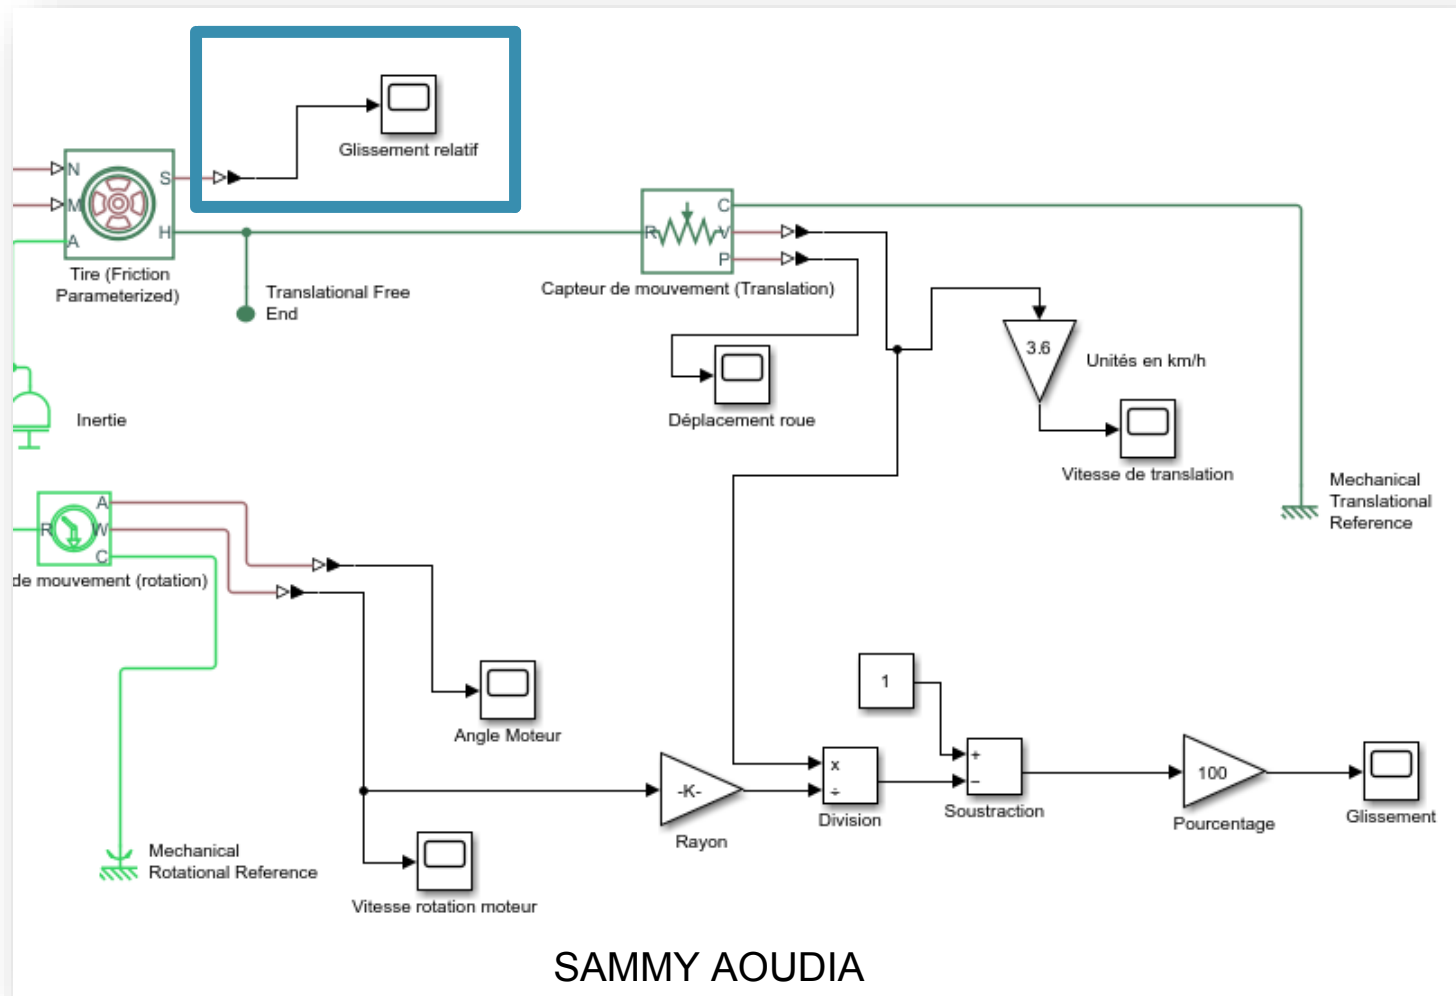 Glissement relatif
N
S
M
A
H
Tire (Friction
Parameterized)
Translational Free
End
C
R
V
P
Capteur de mouvement (Translation)
Déplacement roue
3.6
Unités en km/h
Vitesse de translation
Mechanical
Translational
Reference
Inertie
A
R
W
C
de mouvement (rotation)
Angle Moteur
1
x
÷
Division
+
−
Soustraction
100
Pourcentage
Glissement
-K-
Rayon
Mechanical
Rotational Reference
Vitesse rotation moteur
SAMMY AOUDIA